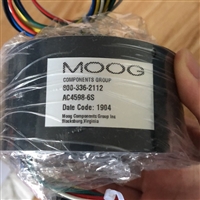 MOOG
COMPONENTS GROUP
800-336-2112
AC4598-6S
Date Code: 1904
Moog Components Group Inc
Blacksburg Virginia